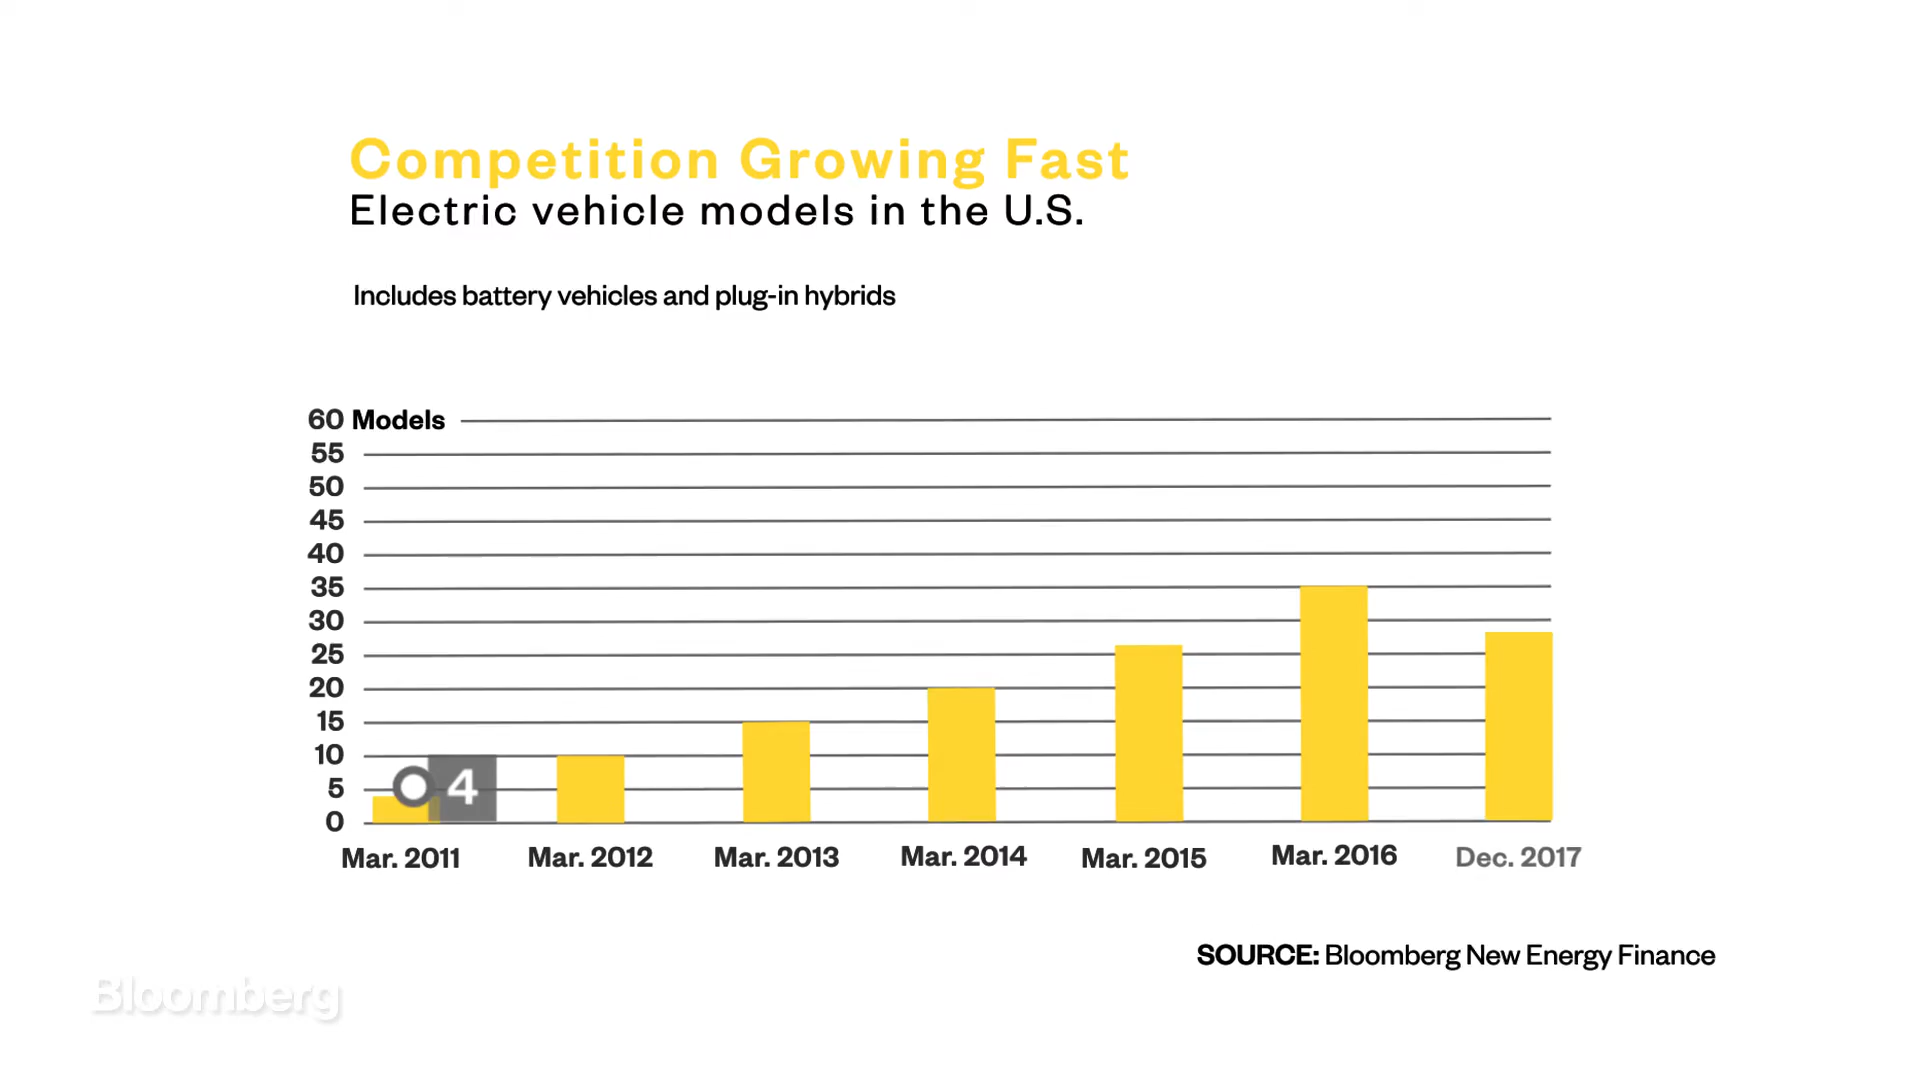 Competition Growing Fast
Electric vehicle models in the U.S.
Includes battery vehicles and plug-in hybrids
60 Models
55
50
45
40
35
30
25
20
15
10
5
0
4
Mar. 2011 Mar. 2012 Mar. 2013 Mar. 2014 Mar. 2015 Mar. 2016 Dec. 2017
SOURCE: Bloomberg New Energy Finance
Bloomberg